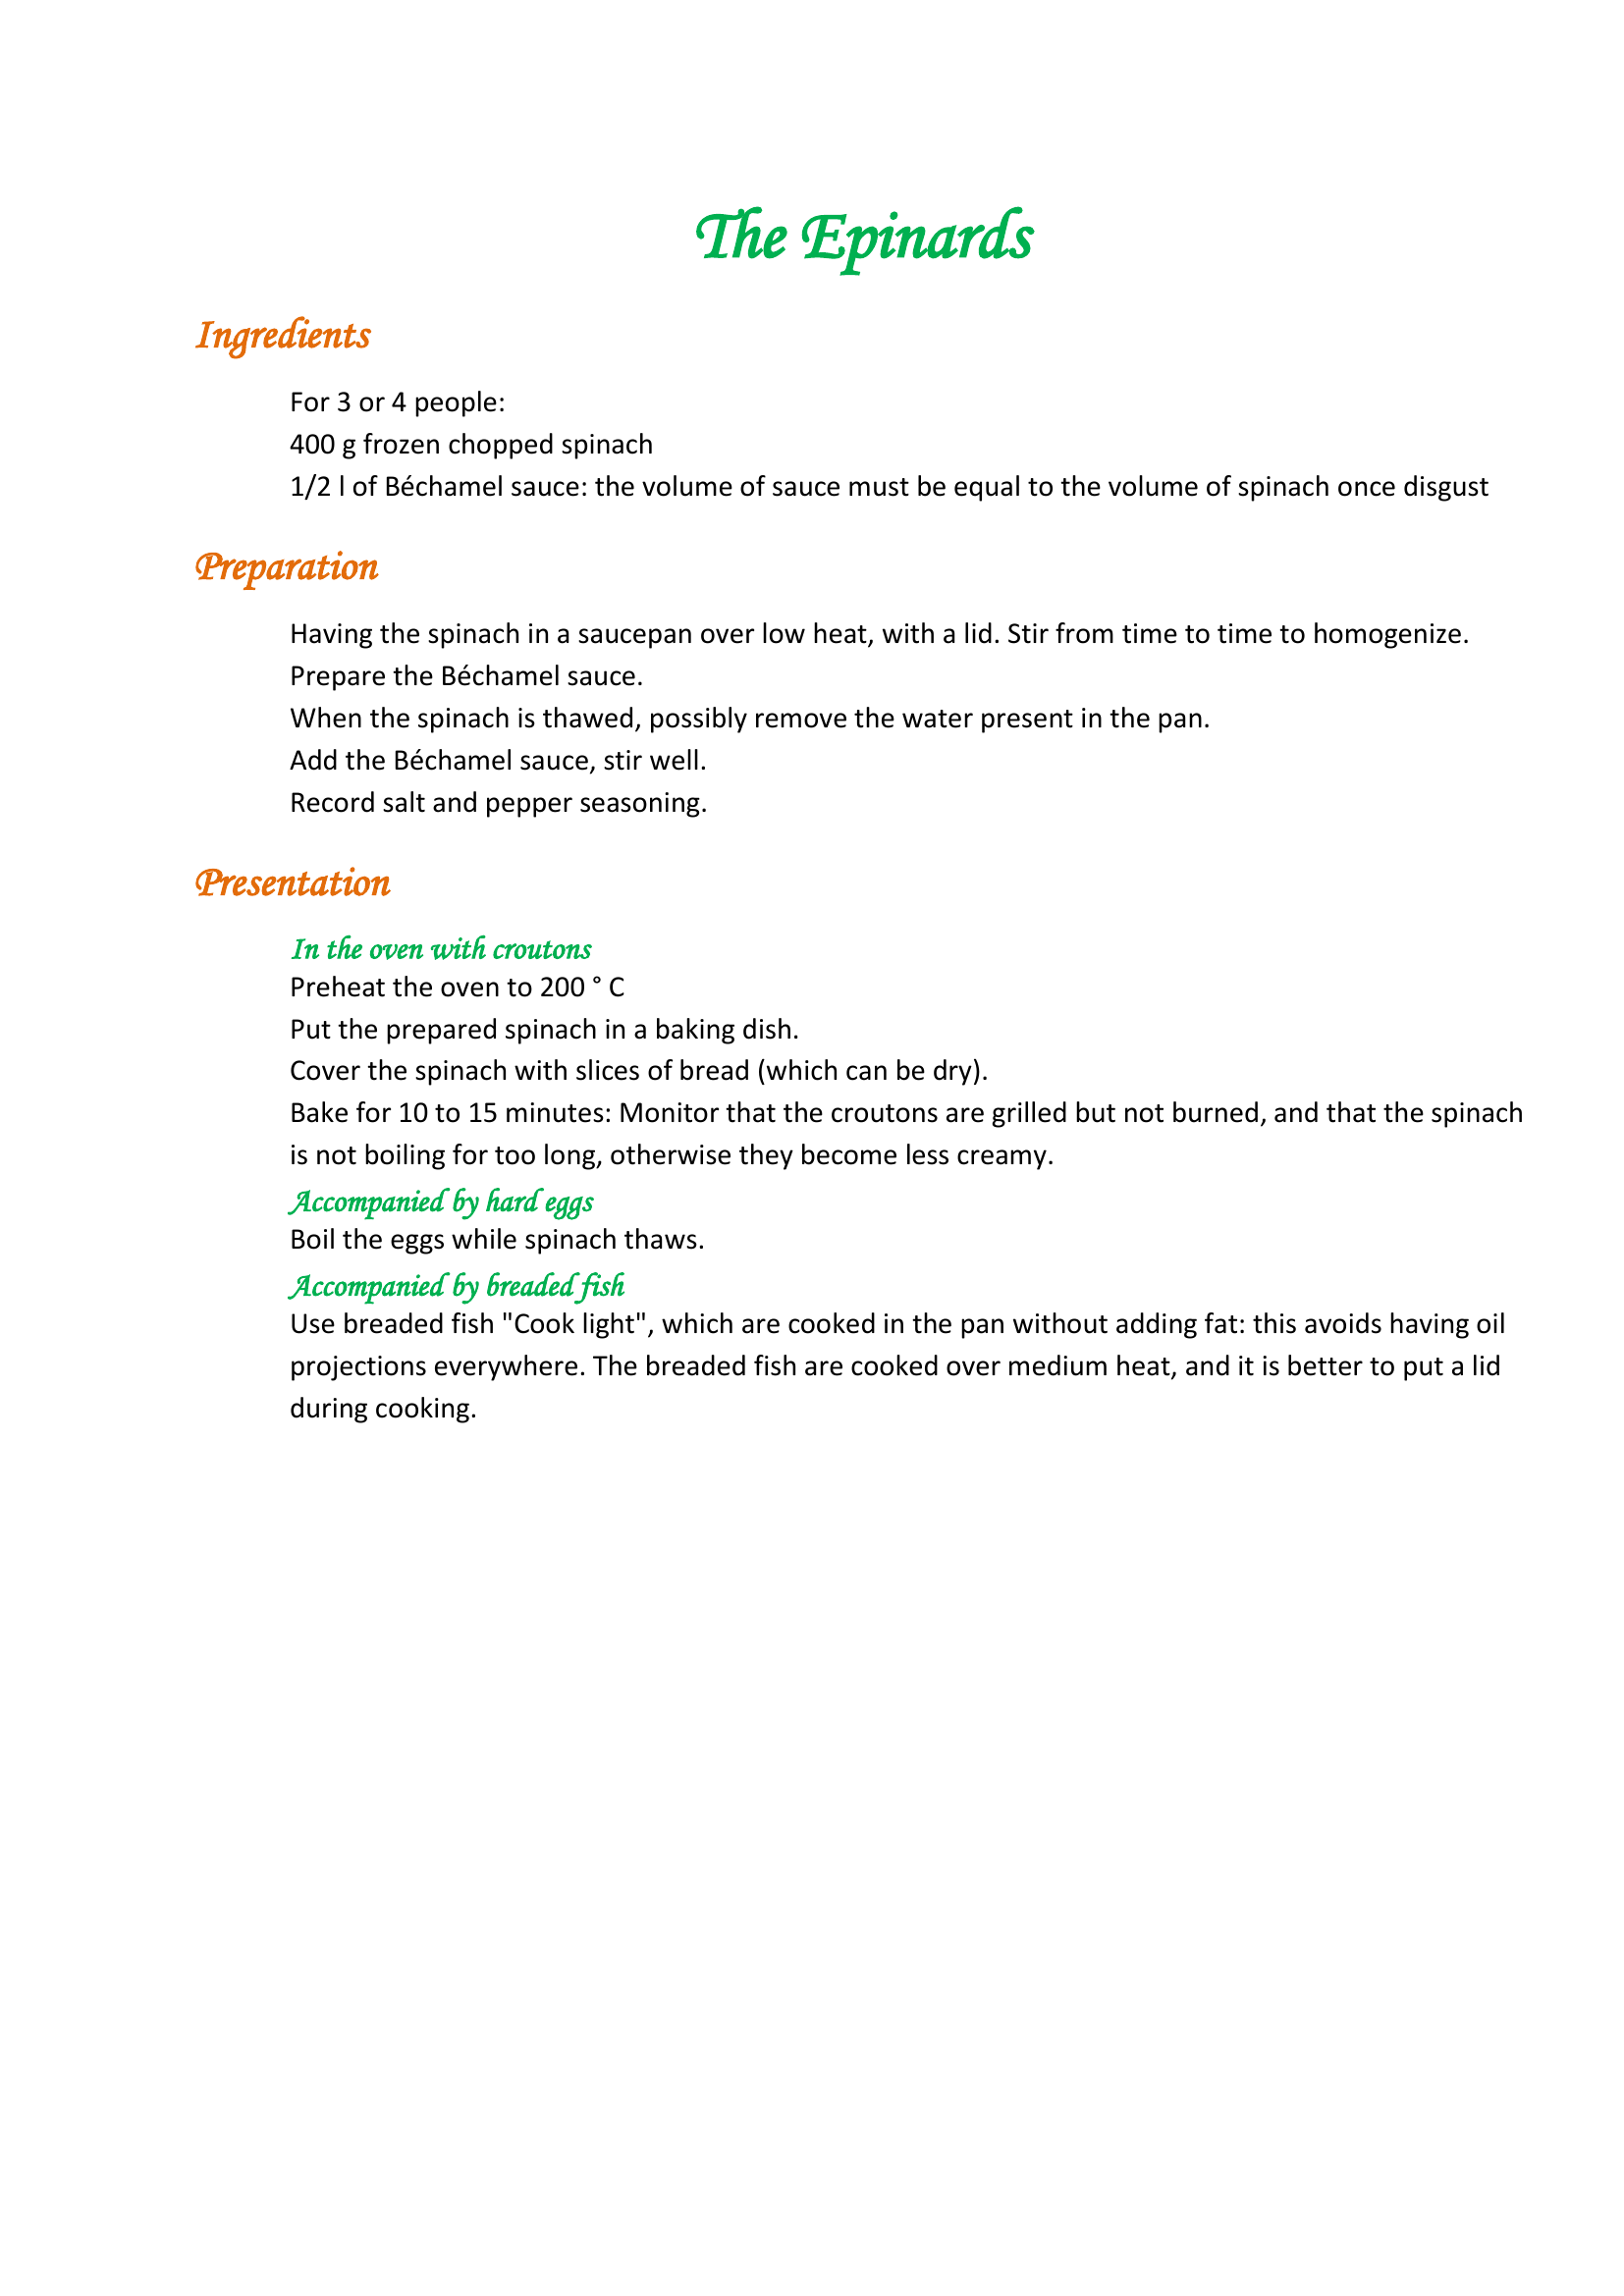 The Epinards
Ingredients
For 3 or 4 people:
400 g frozen chopped spinach
1/2 l of Béchamel sauce: the volume of sauce must be equal to the volume of spinach once disgust
Preparation
Having the spinach in a saucepan over low heat, with a lid. Stir from time to time to homogenize.
Prepare the Béchamel sauce.
When the spinach is thawed, possibly remove the water present in the pan.
Add the Béchamel sauce, stir well.
Record salt and pepper seasoning.
Presentation
In the oven with croutons
Preheat the oven to 200 ° C
Put the prepared spinach in a baking dish.
Cover the spinach with slices of bread (which can be dry).
Bake for 10 to 15 minutes: Monitor that the croutons are grilled but not burned, and that the spinach
is not boiling for too long, otherwise they become less creamy.
Accompanied by hard eggs
Boil the eggs while spinach thaws.
Accompanied by breaded fish
Use breaded fish "Cook light", which are cooked in the pan without adding fat: this avoids having oil
projections everywhere. The breaded fish are cooked over medium heat, and it is better to put a lid
during cooking.